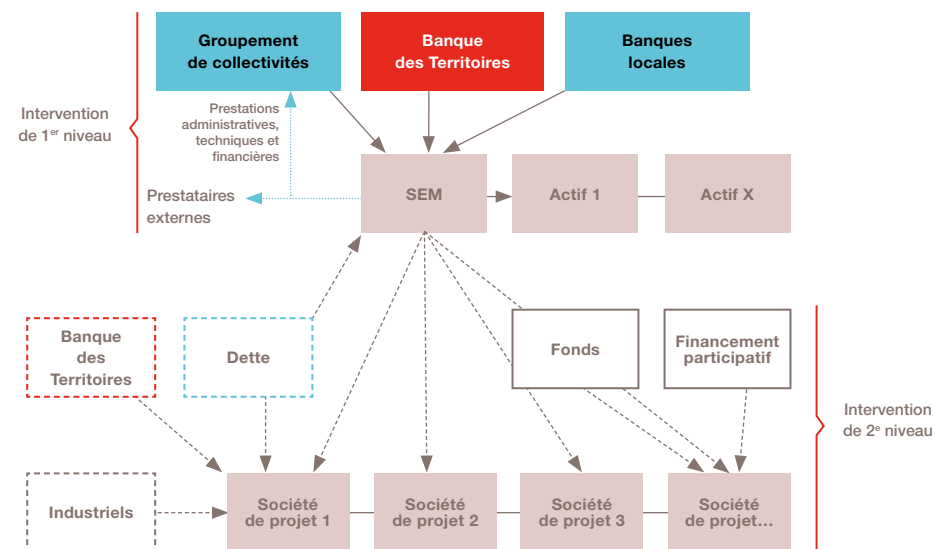 Groupement
de collectivités
Banque
des Territoires
Banques
locales
Intervention
de 1er niveau
Prestations
administratives,
techniques et
financières
Prestataires
externes
SEM
Actif 1
Actif X
Banque
des
Territoires
Dette
Fonds
Financement
participatif
Intervention
de 2e niveau
Industriels
Société
de projet 1
Société
de projet 2
Société
de projet 3
Société
de projet...